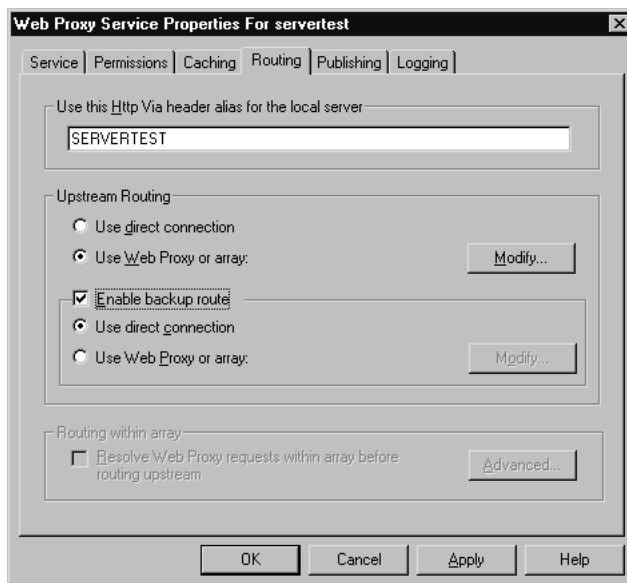 Web Proxy Service Properties For servertest
Service Permissions Caching Routing Publishing Logging
Use this Http Via header alias for the local server
SERVERTEST
Upstream Routing
Use direct connection
Use Web Proxy or array: Modify...
Enable backup route
Use direct connection
Use Web Proxy or array: Modify...
Routing within array
Resolve Web Proxy requests within array before
routing upstream
Advanced...
OK Cancel Apply Help